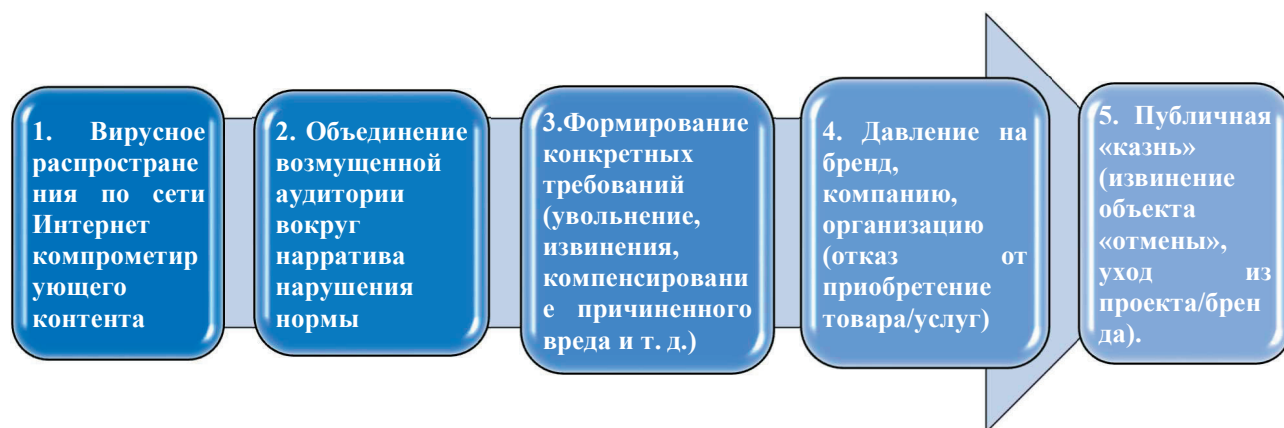 1. Вирусное
распростране
ния по сети
Интернет
компрометир
ующего
контента
2. Объединение
возмущенной
аудитории
вокруг
нарратива
нарушения
нормы
3.Формирование
конкретных
требований
(увольнение,
извинения,
компенсировани
е причиненного
вреда и т. д.)
4. Давление на
бренд,
компанию,
организацию
(отказ от
приобретение
товара/услуг)
5. Публичная
«казнь»
(извинение
объекта
«отмены»,
уход из
проекта/брен
да).